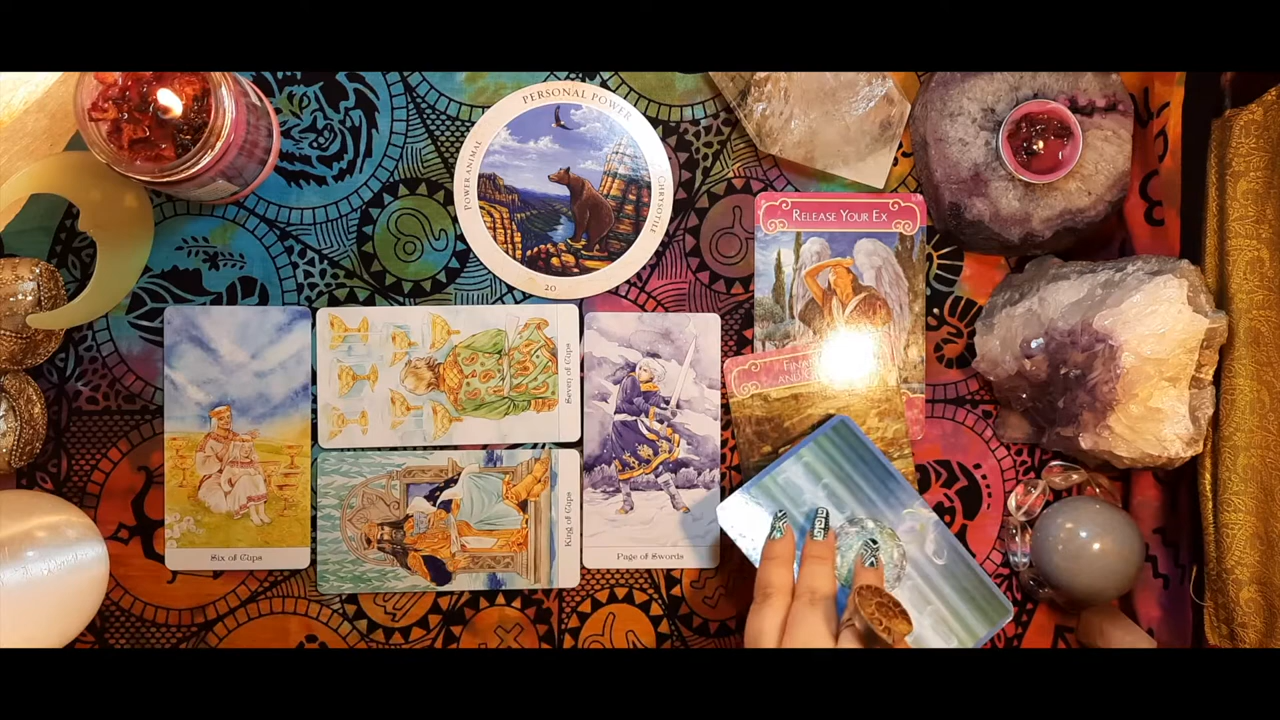 PERSONAL POWER
POWER ANIMAL
CHRYSOTILE
20
RELEASE YOUR EX
Six of Cups
Seven of Cups
King of Cups
Page of Swords